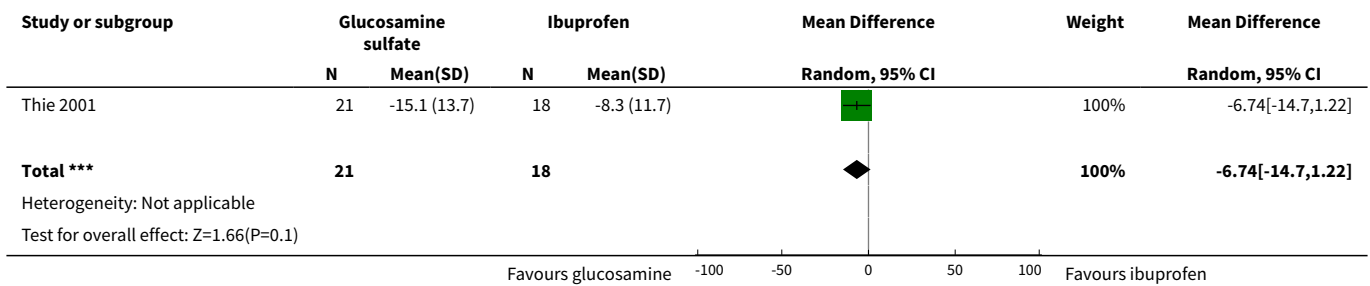 Study or subgroup Glucosamine sulfate Ibuprofen Mean Difference Weight Mean Difference
N Mean(SD) N Mean(SD) Random, 95% CI Random, 95% CI
Thie 2001 21 -15.1 (13.7) 18 -8.3 (11.7) 100% -6.74[-14.7,1.22]
Total *** 21 18 100% -6.74[-14.7,1.22]
Heterogeneity: Not applicable
Test for overall effect: Z=1.66(P=0.1)
Favours glucosamine -100 -50 0 50 100 Favours ibuprofen